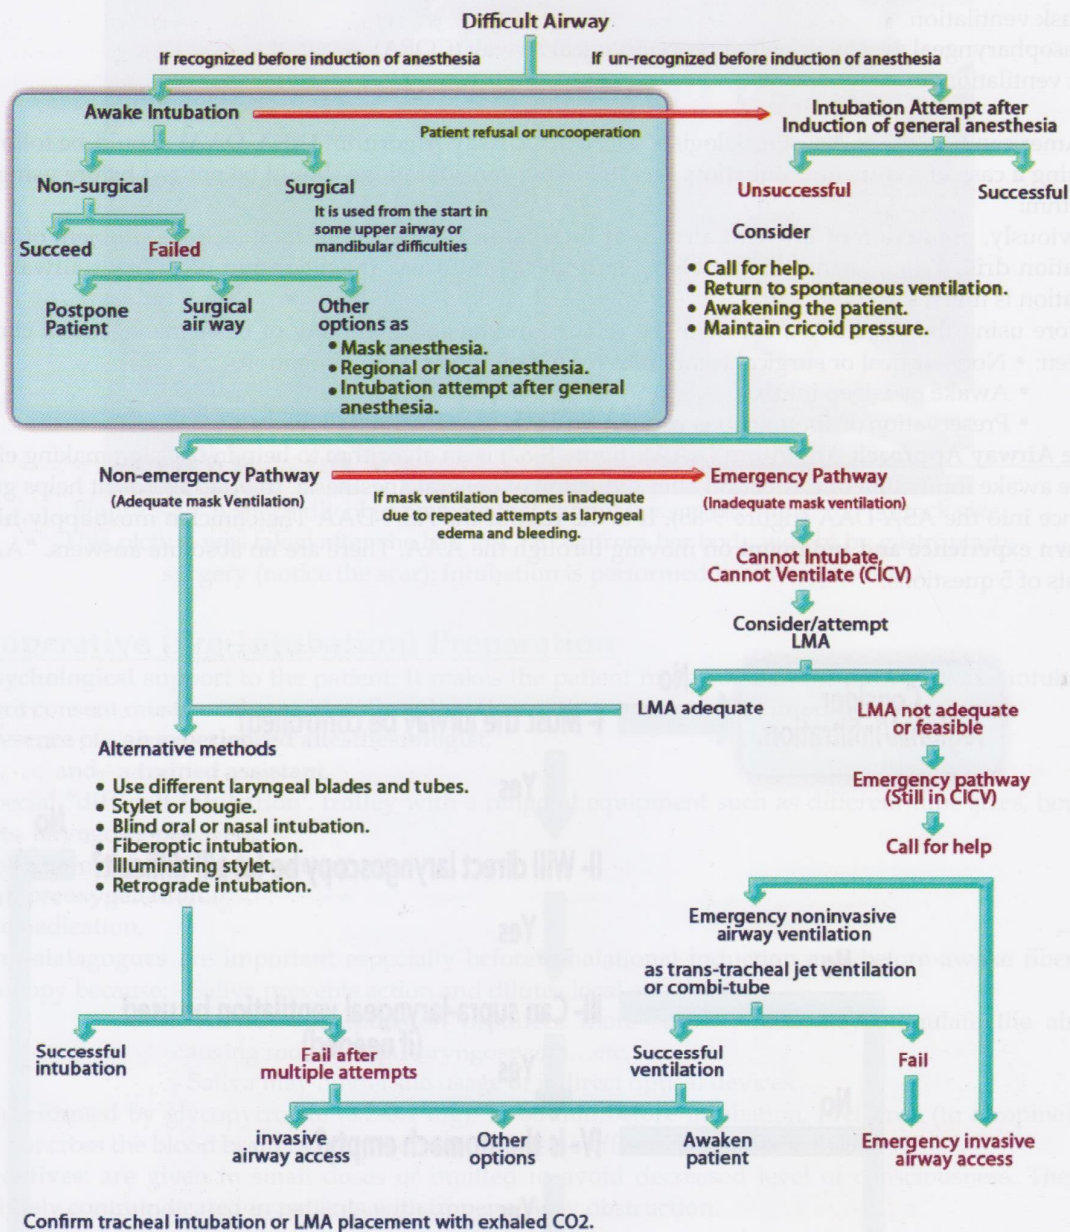 Difficult Airway
If recognized before induction of anesthesia
If un-recognized before induction of anesthesia
Awake Intubation
Patient refusal or uncooperation
Intubation Attempt after
Induction of general anesthesia
Non-surgical
Surgical
It is used from the start in
some upper airway or
mandibular difficulties
Succeed
Failed
Postpone
Patient
Surgical
air way
Other
options as
• Mask anesthesia.
• Regional or local anesthesia.
• Intubation attempt after general
anesthesia.
Unsuccessful
Successful
Consider
• Call for help.
• Return to spontaneous ventilation.
• Awakening the patient.
• Maintain cricoid pressure.
Non-emergency Pathway
(Adequate Mask Ventilation)
If mask ventilation becomes inadequate
due to repeated attempts as laryngeal
edema and bleeding.
Emergency Pathway
(Inadequate mask ventilation)
Cannot Intubate,
Cannot Ventilate (CICV)
Consider/attempt
LMA
LMA adequate
LMA not adequate
or feasible
Emergency pathway
(Still in CICV)
Call for help
Alternative methods
• Use different laryngeal blades and tubes.
• Stylet or bougie.
• Blind oral or nasal intubation.
• Fiberoptic intubation.
• Illuminating stylet.
• Retrograde intubation.
Emergency noninvasive
airway ventilation
as trans-tracheal jet ventilation
or combi-tube
Successful
intubation
Fail after
multiple attempts
Successful
ventilation
Fail
invasive
airway access
Other
options
Awaken
patient
Emergency invasive
airway access
Confirm tracheal intubation or LMA placement with exhaled CO2.